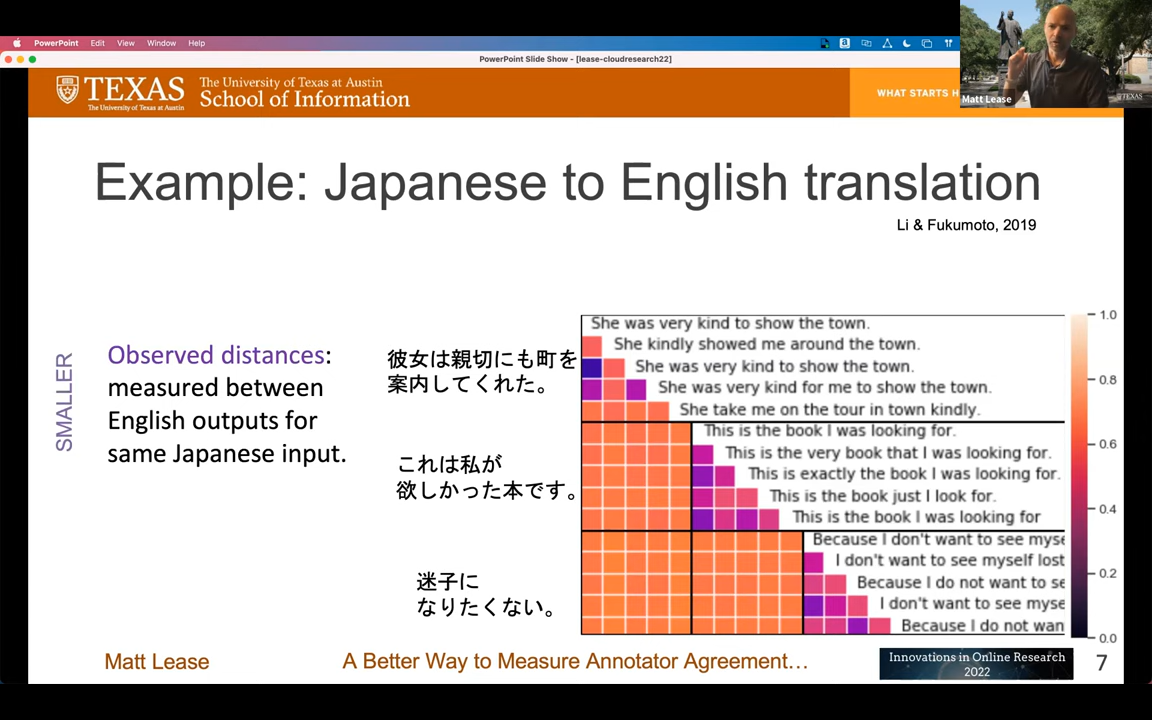 PowerPoint Edit View Window Help
PowerPoint Slide Show - [lease-cloudresearch22]
TEXAS
The University of Texas at Austin
The University of Texas at Austin
School of Information
WHAT STARTS H
Matt Lease
TEXAS
Example: Japanese to English translation
Li & Fukumoto, 2019
SMALLER
Observed distances:
measured between
English outputs for
same Japanese input.
彼女は親切にも町を
案内してくれた。
これは私が
欲しかった本です。
迷子に
なりたくない。
She was very kind to show the town.
She kindly showed me around the town.
She was very kind to show the town.
She was very kind for me to show the town.
She take me on the tour in town kindly.
This is the book I was looking for.
This is the very book that I was looking for.
This is exactly the book I was looking for.
This is the book just I look for.
This is the book I was looking for
Because I don't want to see myse
I don't want to see myself lost
Because I do not want to se
I don't want to see myse
Because I do not wan
1.0
0.8
0.6
0.4
0.2
0.0
Matt Lease
A Better Way to Measure Annotator Agreement…
Innovations in Online Research
2022
7